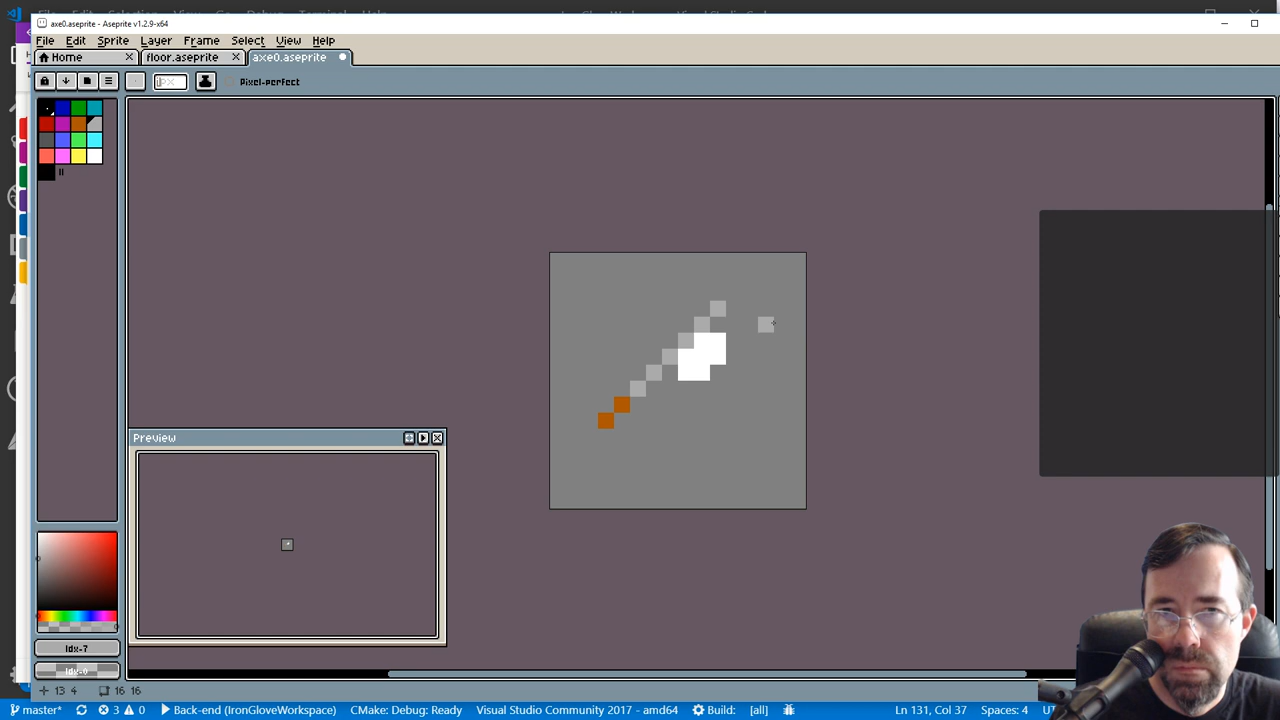 axe0.aseprite - Aseprite v1.2.9-x64
File Edit Sprite Layer Frame Select View Help
Home floor.aseprite axe0.aseprite
Pixel-perfect
Preview
Idx-7
Idx-0
13 4 16 16
master* 3 0 Back-end (IronGloveWorkspace) CMake: Debug: Ready Visual Studio Community 2017 - amd64 Build: [all] Ln 131, Col 37 Spaces: 4